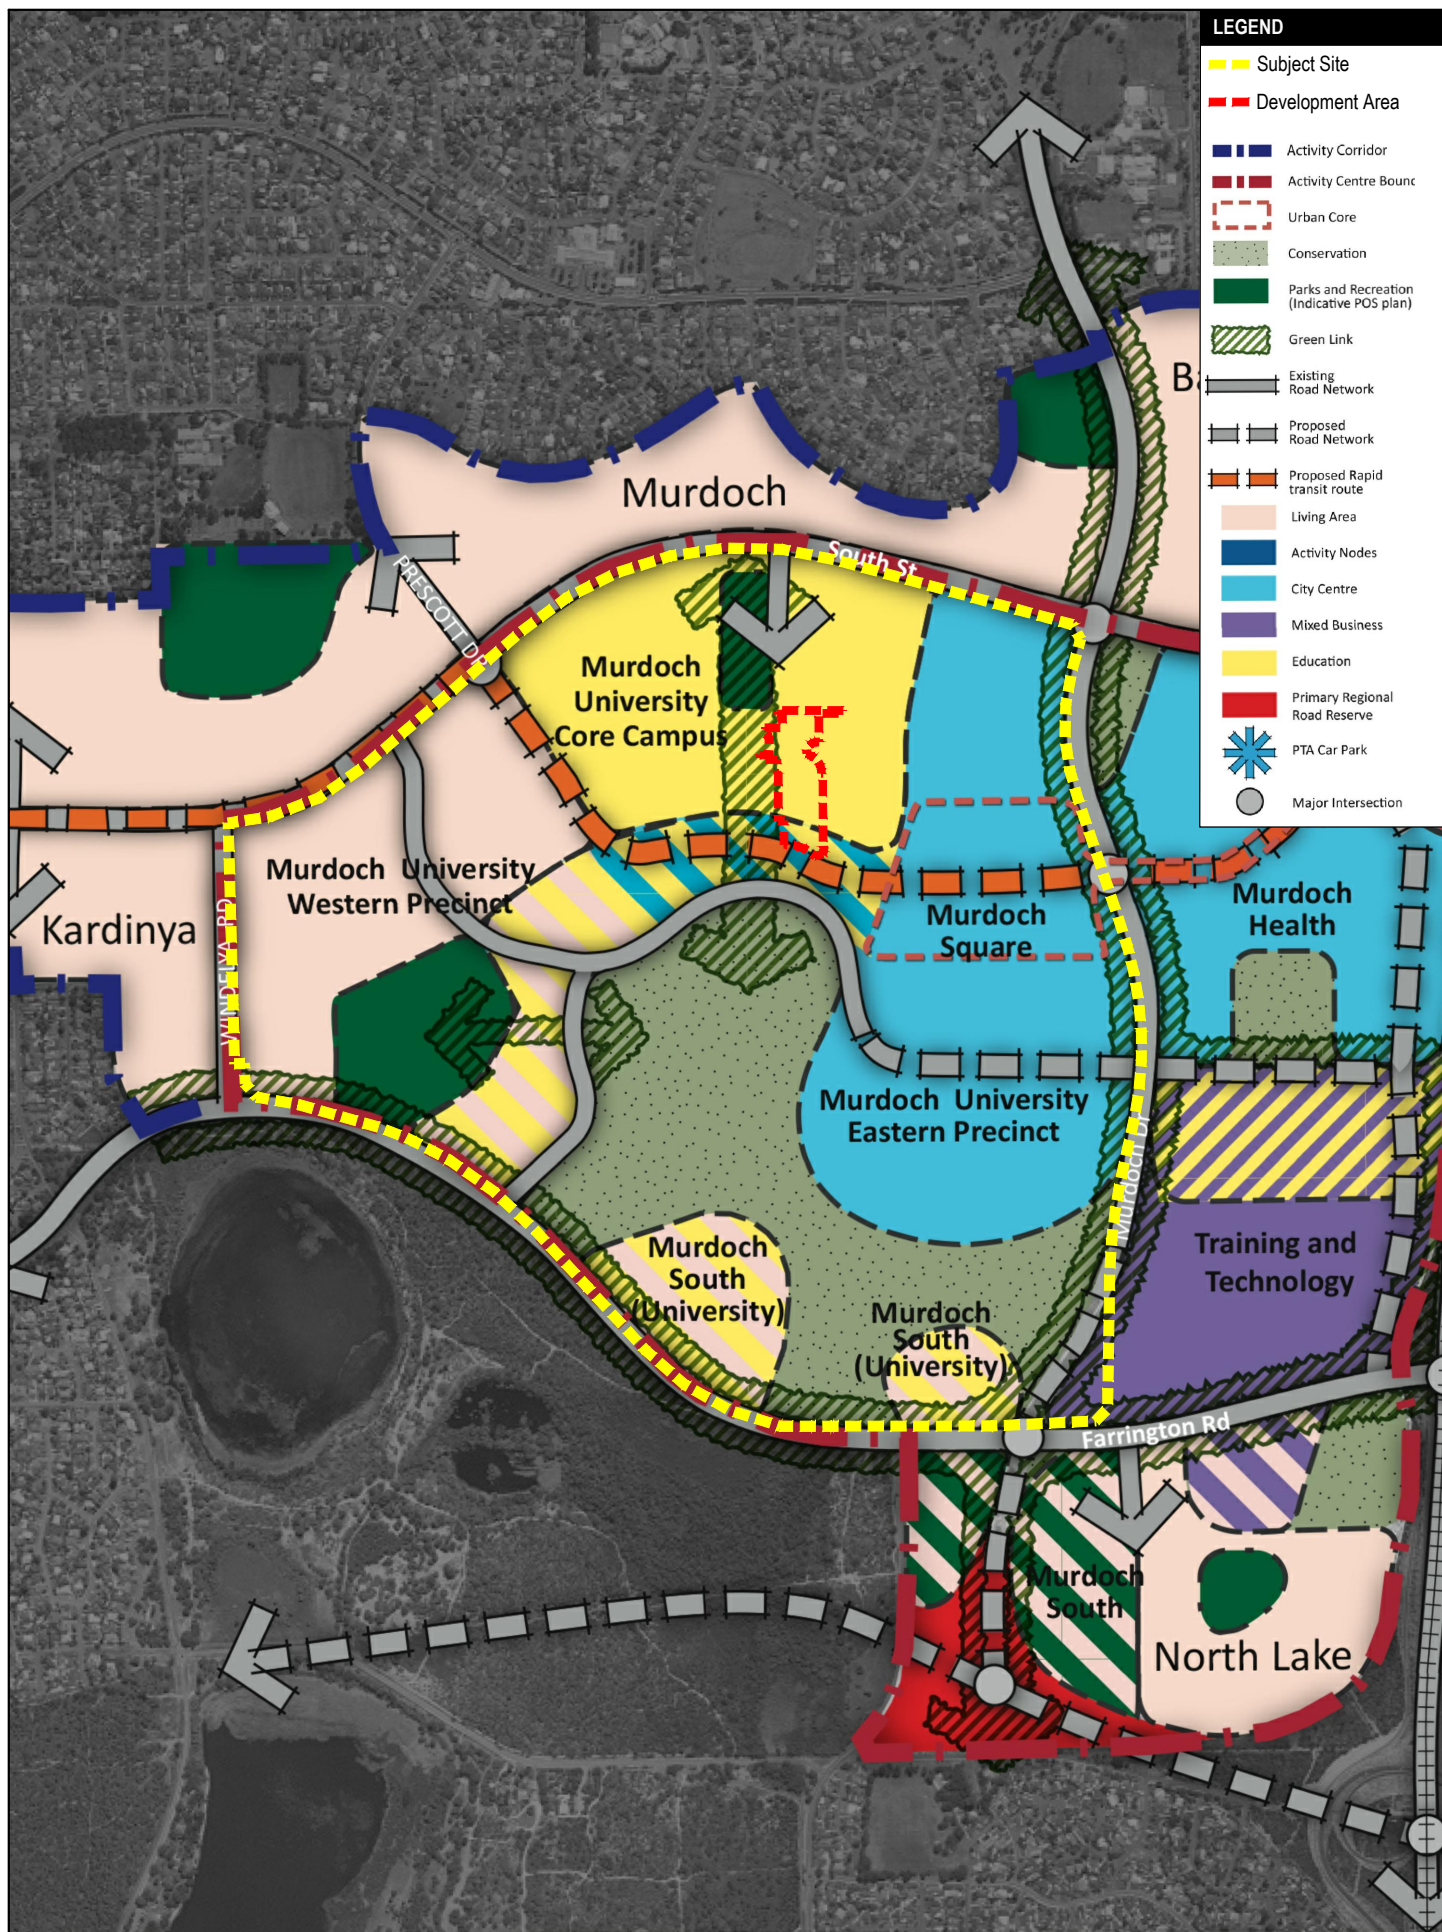 LEGEND
Subject Site
Development Area
Activity Corridor
Activity Centre Bounc
Urban Core
Conservation
Parks and Recreation
(Indicative POS plan)
Green Link
Existing
Road Network
Proposed
Road Network
Proposed Rapid
transit route
Living Area
Activity Nodes
City Centre
Mixed Business
Education
Primary Regional
Road Reserve
PTA Car Park
Major Intersection
Murdoch
South St
PRESCOTT DR
Murdoch
University
Core Campus
Murdoch University
Western Precinct
Kardinya
Murdoch
Square
Murdoch
Health
Murdoch University
Eastern Precinct
Murdoch Dr
Training and
Technology
Murdoch
South
(University)
Murdoch
South
(University)
Farrington Rd
Murdoch
South
North Lake